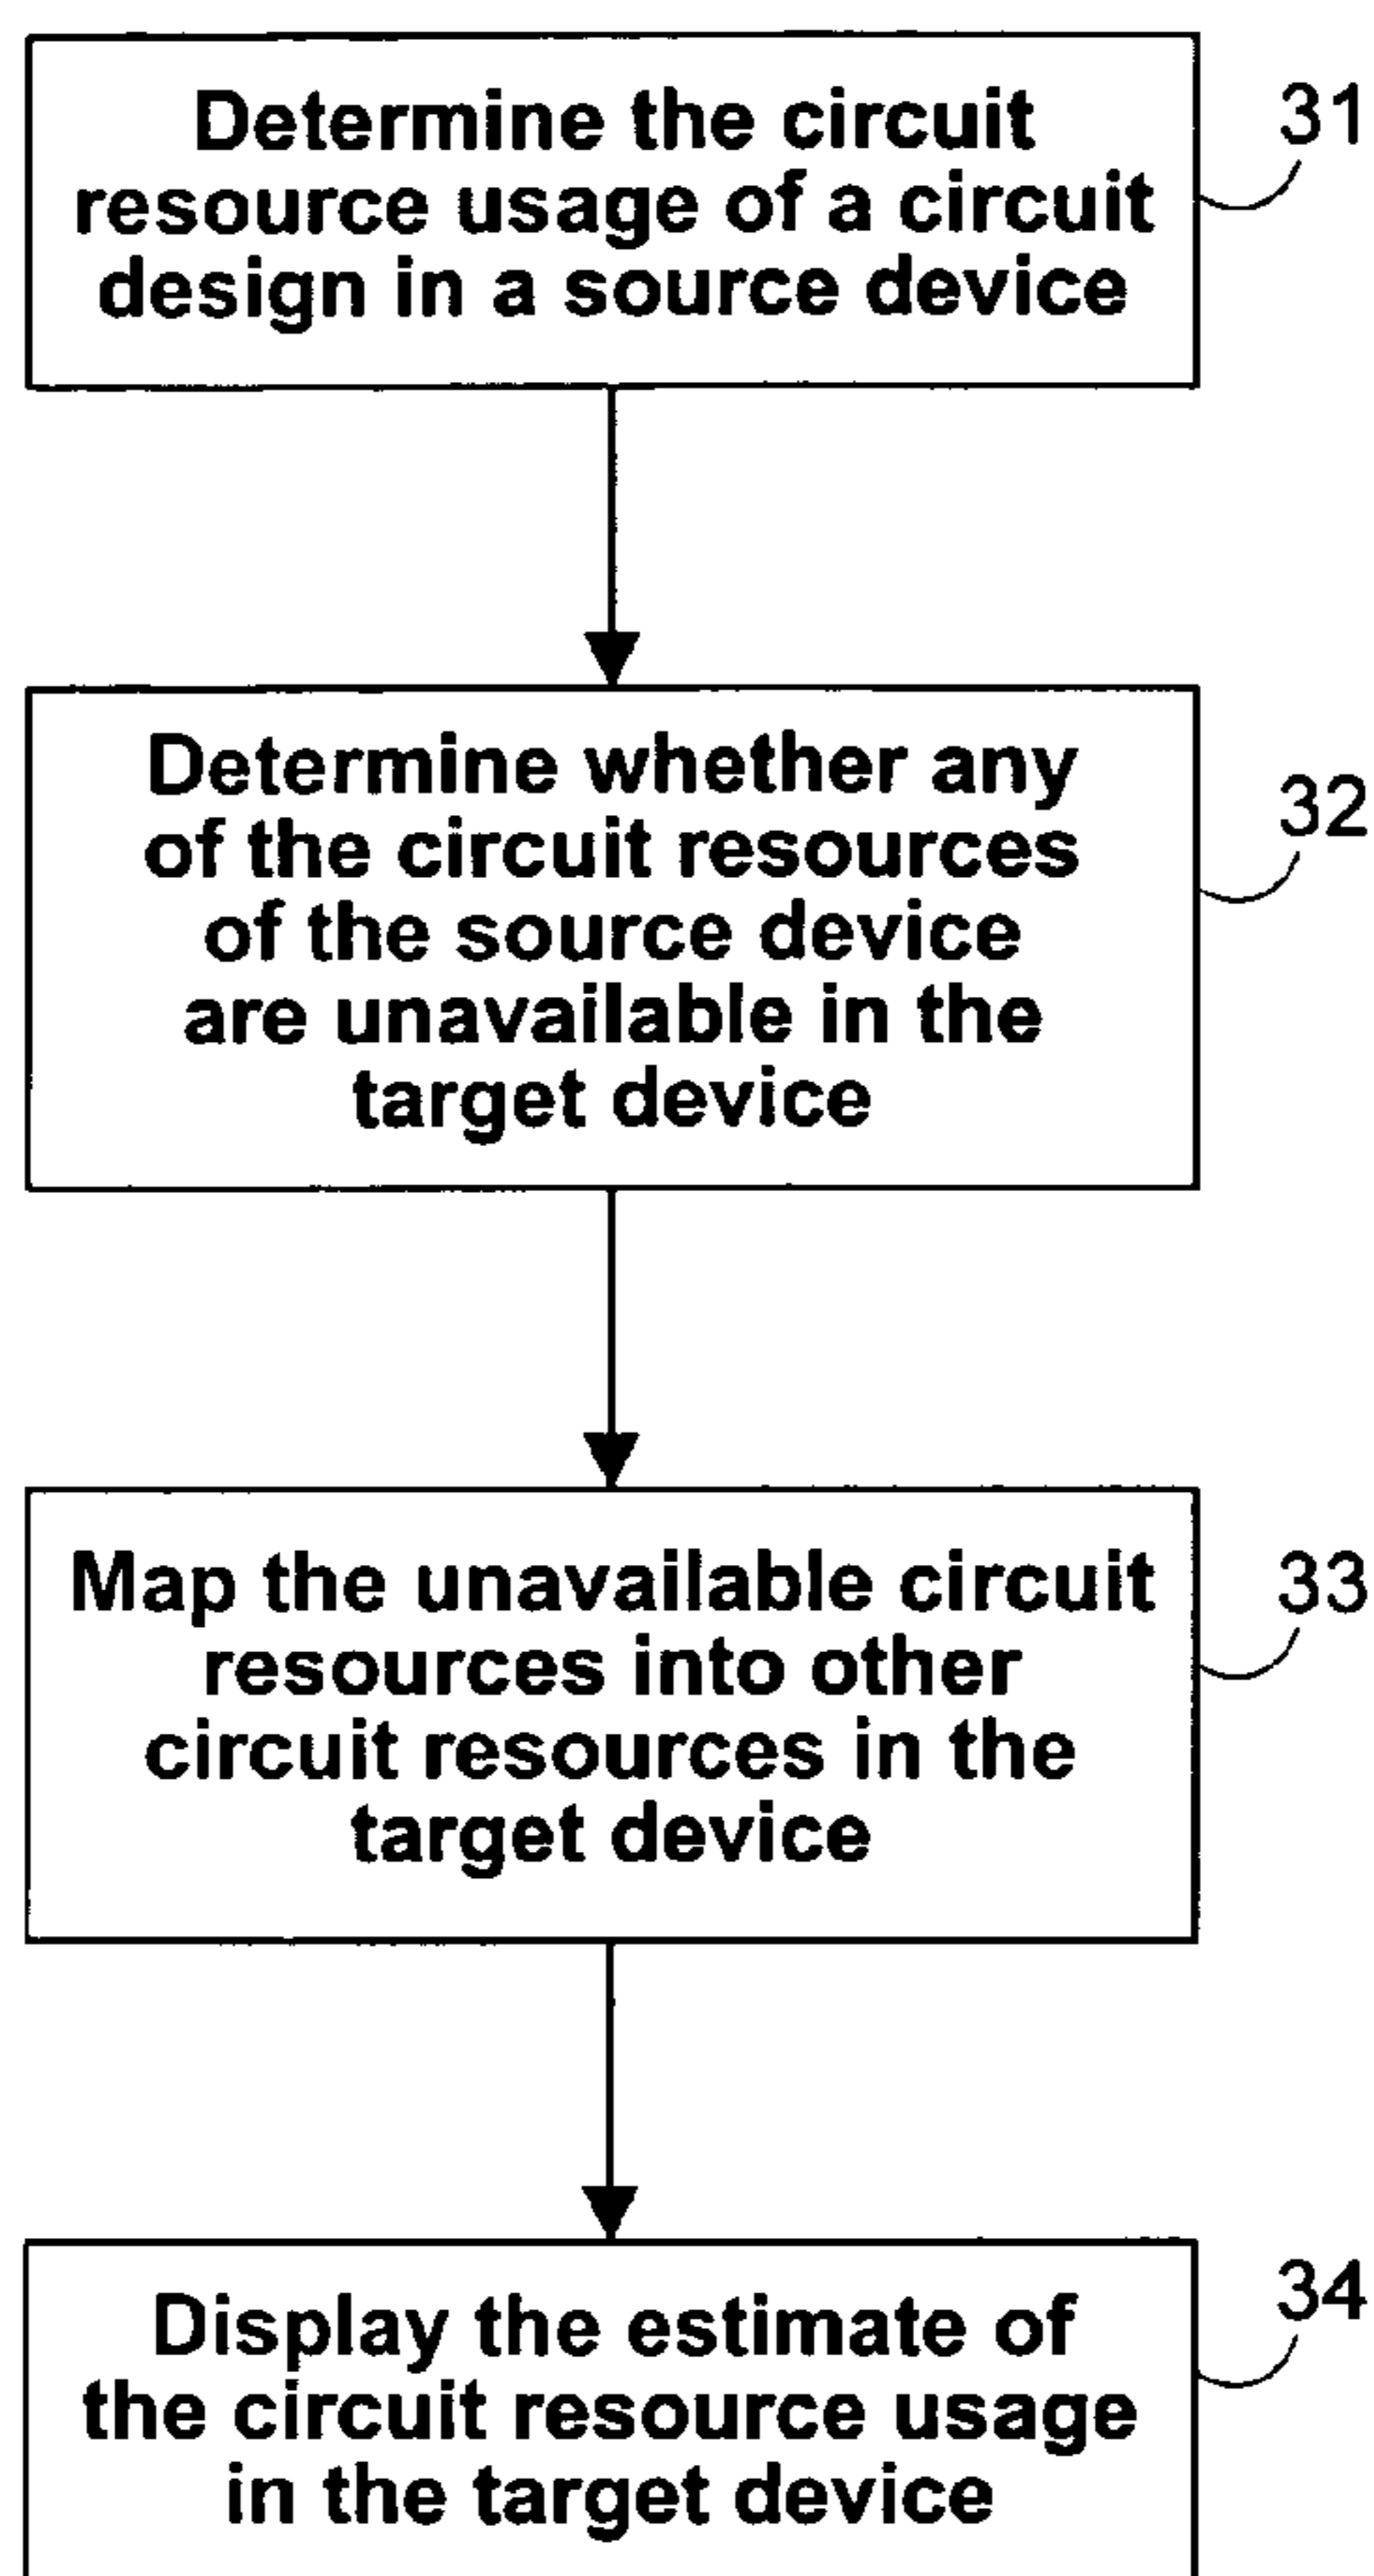 Determine the circuit
resource usage of a circuit
design in a source device
31
Determine whether any
of the circuit resources
of the source device
are unavailable in the
target device
32
Map the unavailable circuit
resources into other
circuit resources in the
target device
33
Display the estimate of
the circuit resource usage
in the target device
34